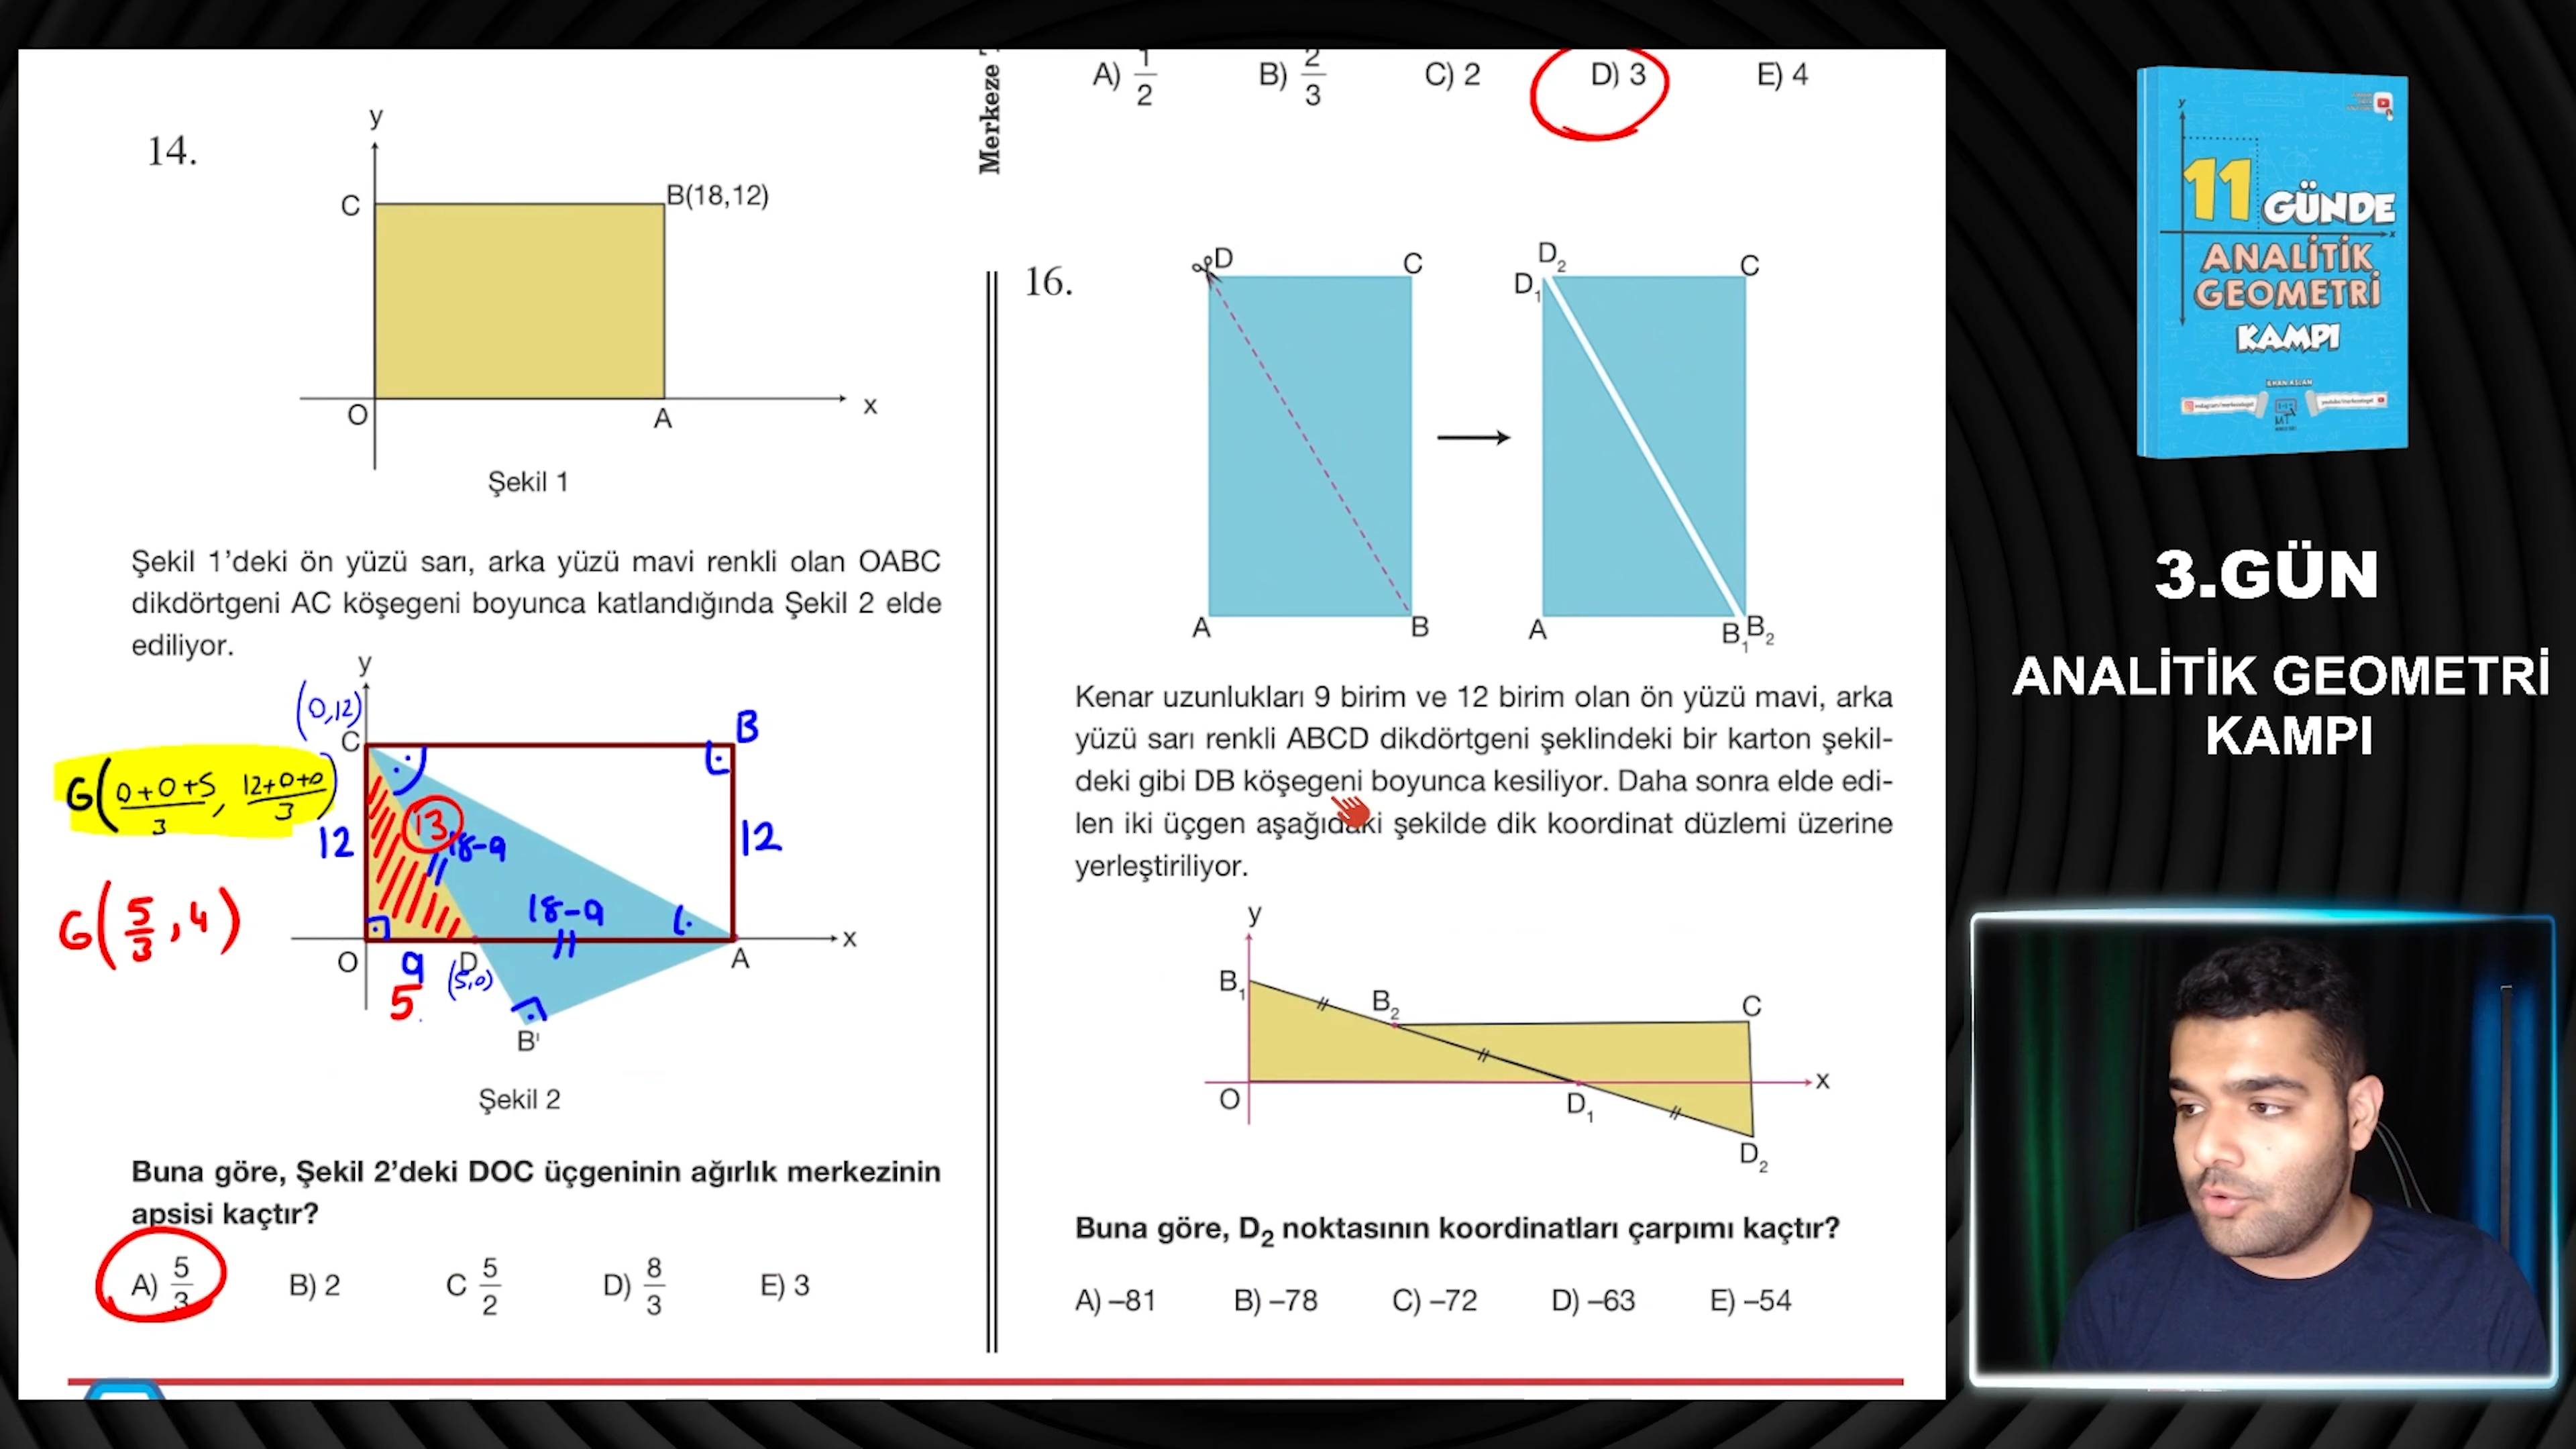 14.
y
C
B(18,12)
O
A
x
Şekil 1
Şekil 1'deki ön yüzü sarı, arka yüzü mavi renkli olan OABC
dikdörtgeni AC köşegeni boyunca katlandığında Şekil 2 elde
ediliyor.
y
(0,12)
C
B
G(0+0+5/3, 12+0+0/3)
12
13
18-a
12
G(5/3, 4)
18-a
O
a
D
(5,0)
5
A
x
B'
Şekil 2
Buna göre, Şekil 2'deki DOC üçgeninin ağırlık merkezinin
apsisi kaçtır?
A) 5/3 B) 2 C 5/2 D) 8/3 E) 3
Merkeze
A) 1/2 B) 2/3 C) 2 D) 3 E) 4
16.
D
C
A
B
D₂
D₁
C
A
B₁
B₂
Kenar uzunlukları 9 birim ve 12 birim olan ön yüzü mavi, arka
yüzü sarı renkli ABCD dikdörtgeni şeklindeki bir karton şekil-
deki gibi DB köşegeni boyunca kesiliyor. Daha sonra elde edi-
len iki üçgen aşağıdaki şekilde dik koordinat düzlemi üzerine
yerleştiriliyor.
y
B₁
B₂
C
O
D₁
x
D₂
Buna göre, D₂ noktasının koordinatları çarpımı kaçtır?
A) –81 B) –78 C) –72 D) –63 E) –54
y
11 GÜNDE
x
ANALİTİK
GEOMETRİ
KAMPI
İLHAN ASLAN
3.GÜN
ANALİTİK GEOMETRİ
KAMPI